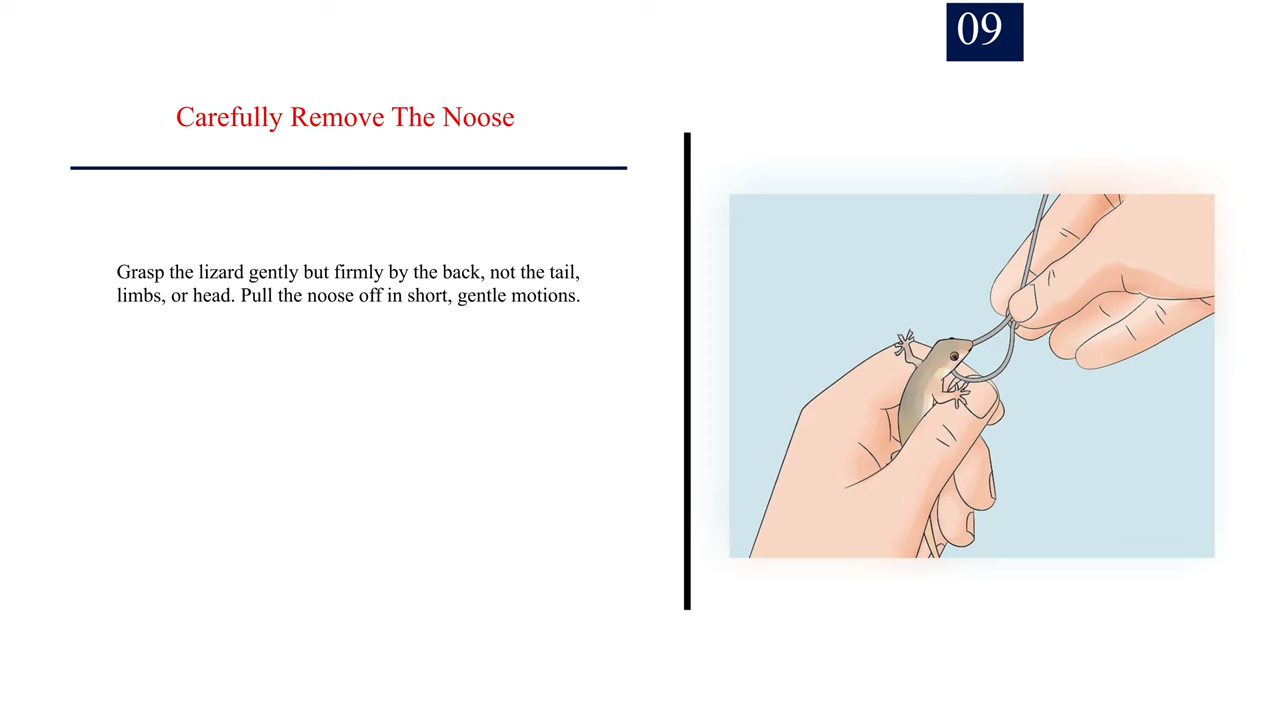 09
Carefully Remove The Noose
Grasp the lizard gently but firmly by the back, not the tail,
limbs, or head. Pull the noose off in short, gentle motions.